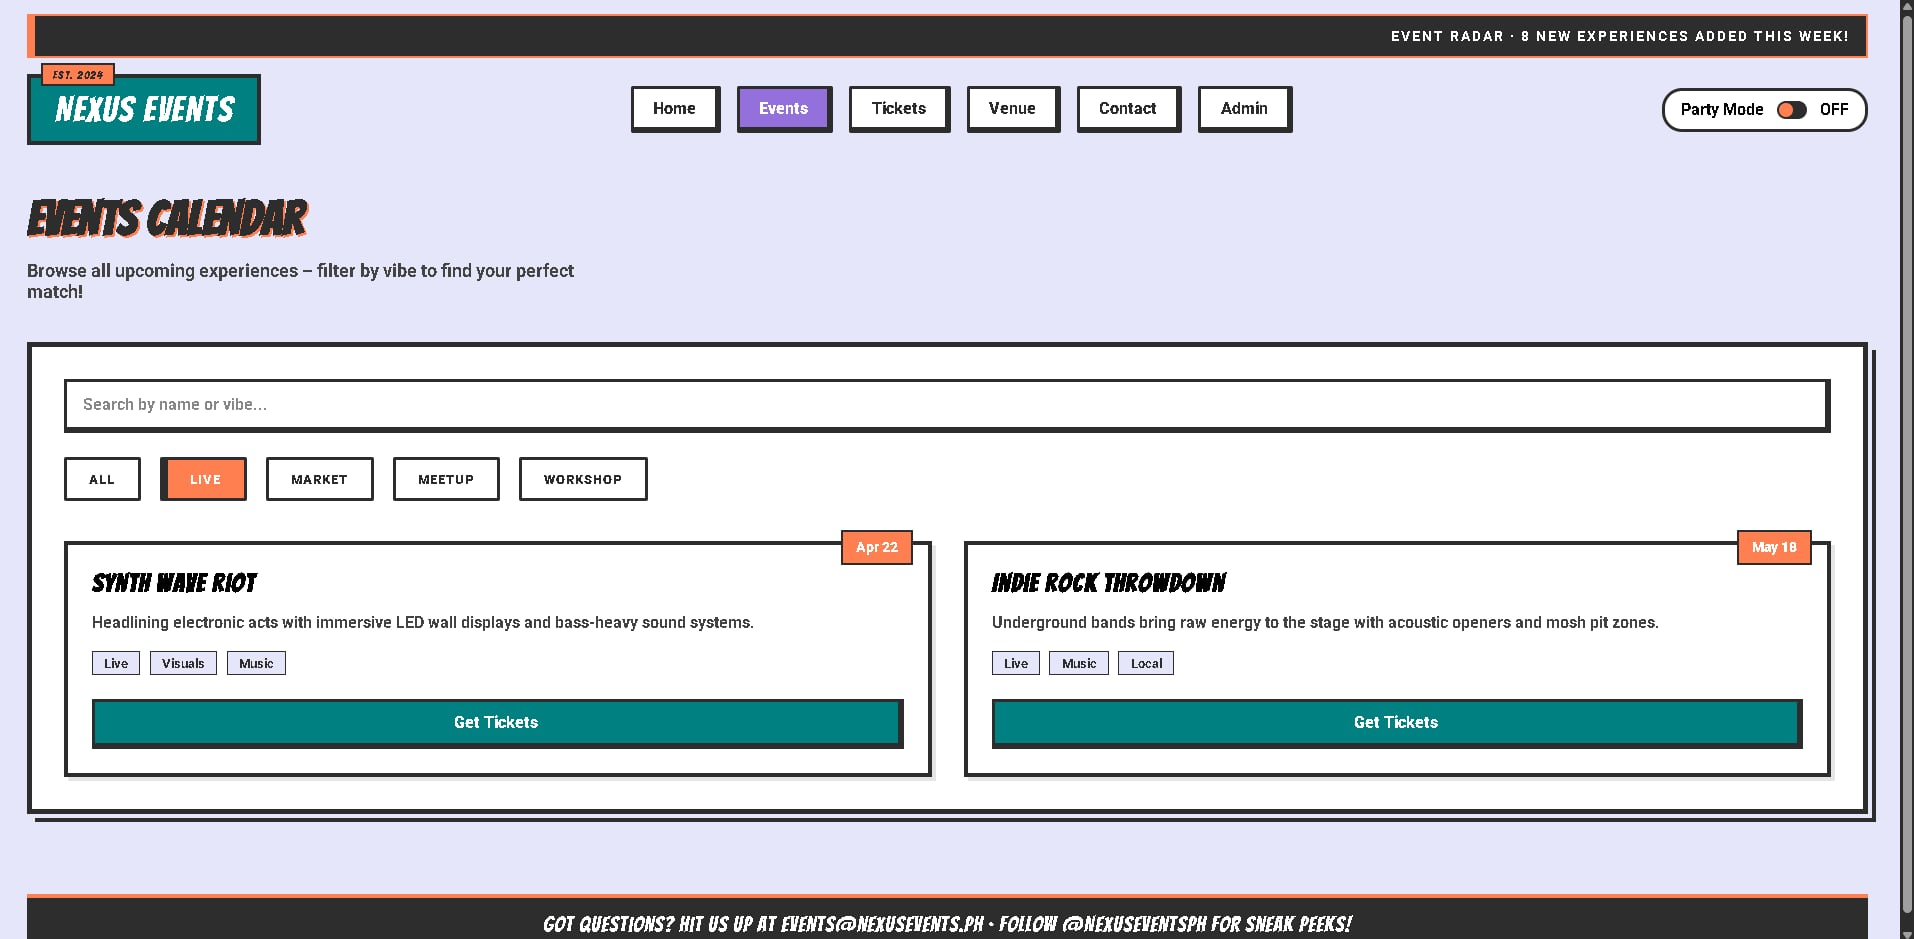 EVENT RADAR · 8 NEW EXPERIENCES ADDED THIS WEEK!
EST. 2024
NEXUS EVENTS
Home
Events
Tickets
Venue
Contact
Admin
Party Mode
OFF
EVENTS CALENDAR
Browse all upcoming experiences – filter by vibe to find your perfect
match!
Search by name or vibe...
ALL
LIVE
MARKET
MEETUP
WORKSHOP
Apr 22
SYNTH WAVE RIOT
Headlining electronic acts with immersive LED wall displays and bass-heavy sound systems.
Live
Visuals
Music
Get Tickets
May 18
INDIE ROCK THROWDOWN
Underground bands bring raw energy to the stage with acoustic openers and mosh pit zones.
Live
Music
Local
Get Tickets
GOT QUESTIONS? HIT US UP AT EVENTS@NEXUSEVENTS.PH · FOLLOW @NEXUSEVENTSPH FOR SNEAK PEEKS!